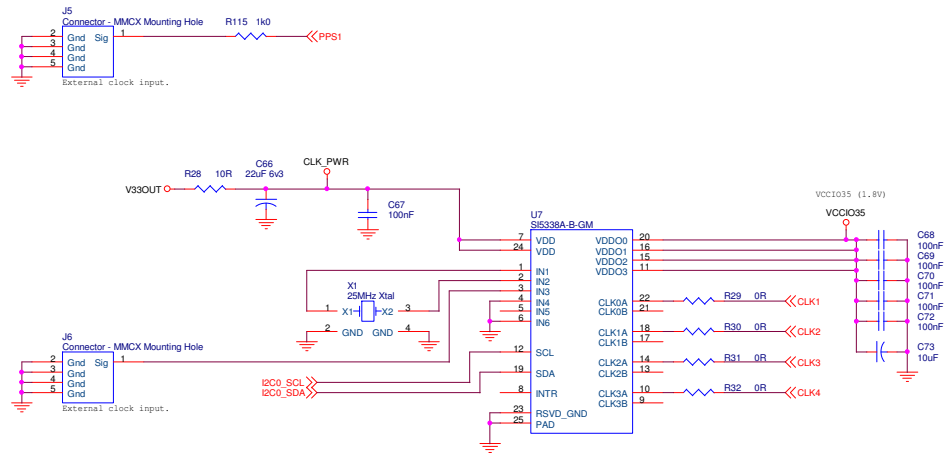 J5
Connector - MMCX Mounting Hole
2 Gnd Sig 1
3 Gnd
4 Gnd
5 Gnd
External clock input.
R115 1k0
PPS1
V33OUT
R28 10R
C66
22uF 6v3
CLK_PWR
C67
100nF
X1
25MHz Xtal
1 X1 X2 3
2 GND GND 4
J6
Connector - MMCX Mounting Hole
2 Gnd Sig 1
3 Gnd
4 Gnd
5 Gnd
External clock input.
I2C0_SCL
I2C0_SDA
U7
SI5338A-B-GM
7 VDD VDDO0 20
24 VDD VDDO1 16
VDDO2 15
1 IN1 VDDO3 11
2 IN2
3 IN3
4 IN4 CLK0A 22
5 IN5 CLK0B 21
6 IN6
CLK1A 18
CLK1B 17
12 SCL
CLK2A 14
19 SDA CLK2B 13
8 INTR CLK3A 10
CLK3B 9
23 RSVD_GND
25 PAD
R29 0R CLK1
R30 0R CLK2
R31 0R CLK3
R32 0R CLK4
VCCIO35 (1.8V)
VCCIO35
C68
100nF
C69
100nF
C70
100nF
C71
100nF
C72
100nF
C73
10uF